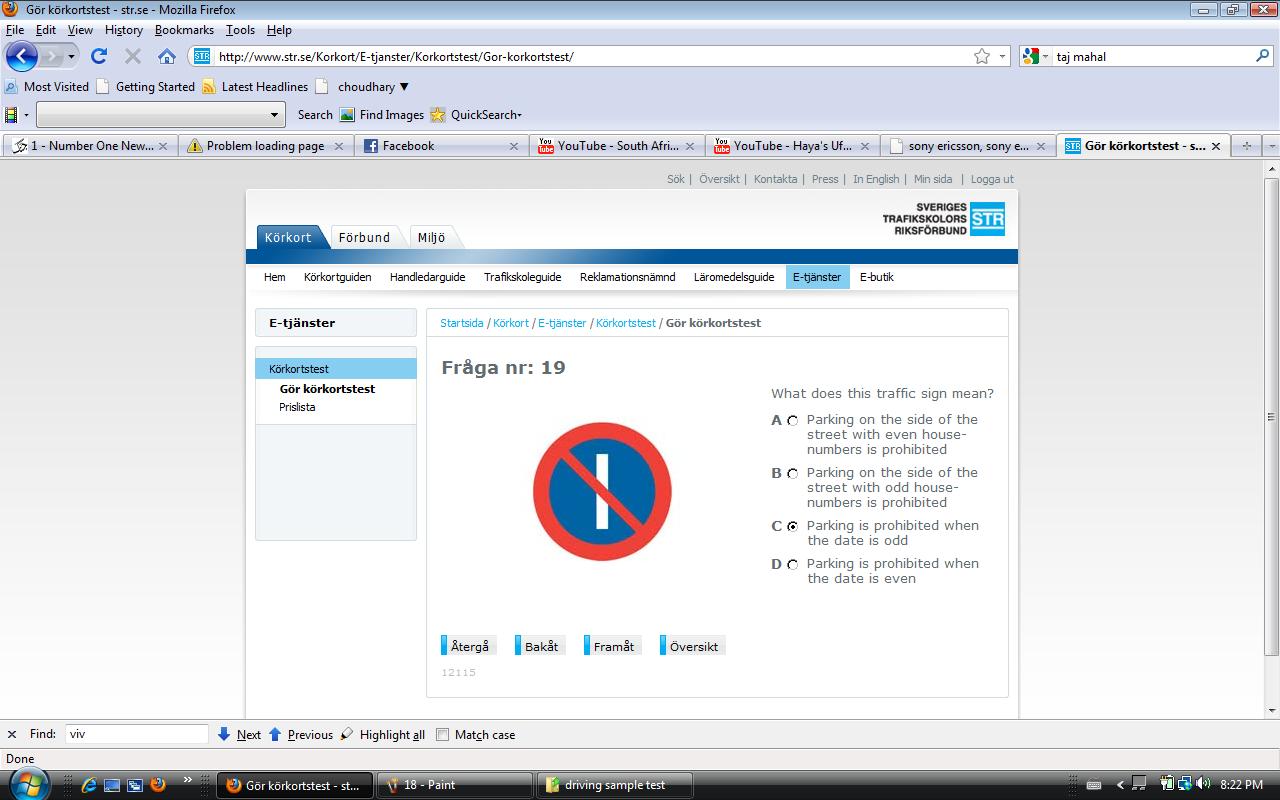 Gör körkortstest - str.se - Mozilla Firefox
File Edit View History Bookmarks Tools Help
STR http://www.str.se/Korkort/E-tjanster/Korkortstest/Gor-korkortstest/ taj mahal
Most Visited Getting Started Latest Headlines choudhary ▼
Search Find Images QuickSearch
1 - Number One New... Problem loading page Facebook YouTube - South Afri... YouTube - Haya's Uf... sony ericsson, sony e... Gör körkortstest - s...
Sök | Översikt | Kontakta | Press | In English | Min sida | Logga ut
SVERIGES
TRAFIKSKOLORS STR
RIKSFÖRBUND
Körkort Förbund Miljö
Hem Körkortguiden Handledarguide Trafikskoleguide Reklamationsnämnd Läromedelsguide E-tjänster E-butik
E-tjänster
Startsida / Körkort / E-tjänster / Körkortstest / Gör körkortstest
Körkortstest
Gör körkortstest
Prislista
Fråga nr: 19
What does this traffic sign mean?
A Parking on the side of the
street with even house-
numbers is prohibited
B Parking on the side of the
street with odd house-
numbers is prohibited
C Parking is prohibited when
the date is odd
D Parking is prohibited when
the date is even
Återgå Bakåt Framåt Översikt
12115
Find: viv Next Previous Highlight all Match case
Done
Gör körkortstest - st... 18 - Paint driving sample test 8:22 PM